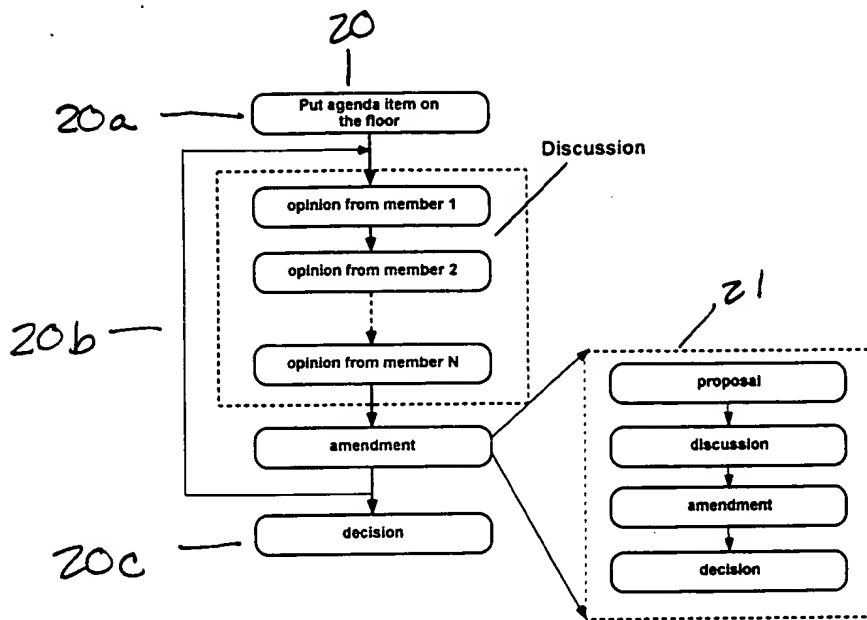 20
Put agenda item on
the floor
20a
Discussion
opinion from member 1
opinion from member 2
21
20b
opinion from member N
proposal
amendment
discussion
amendment
decision
20c
decision